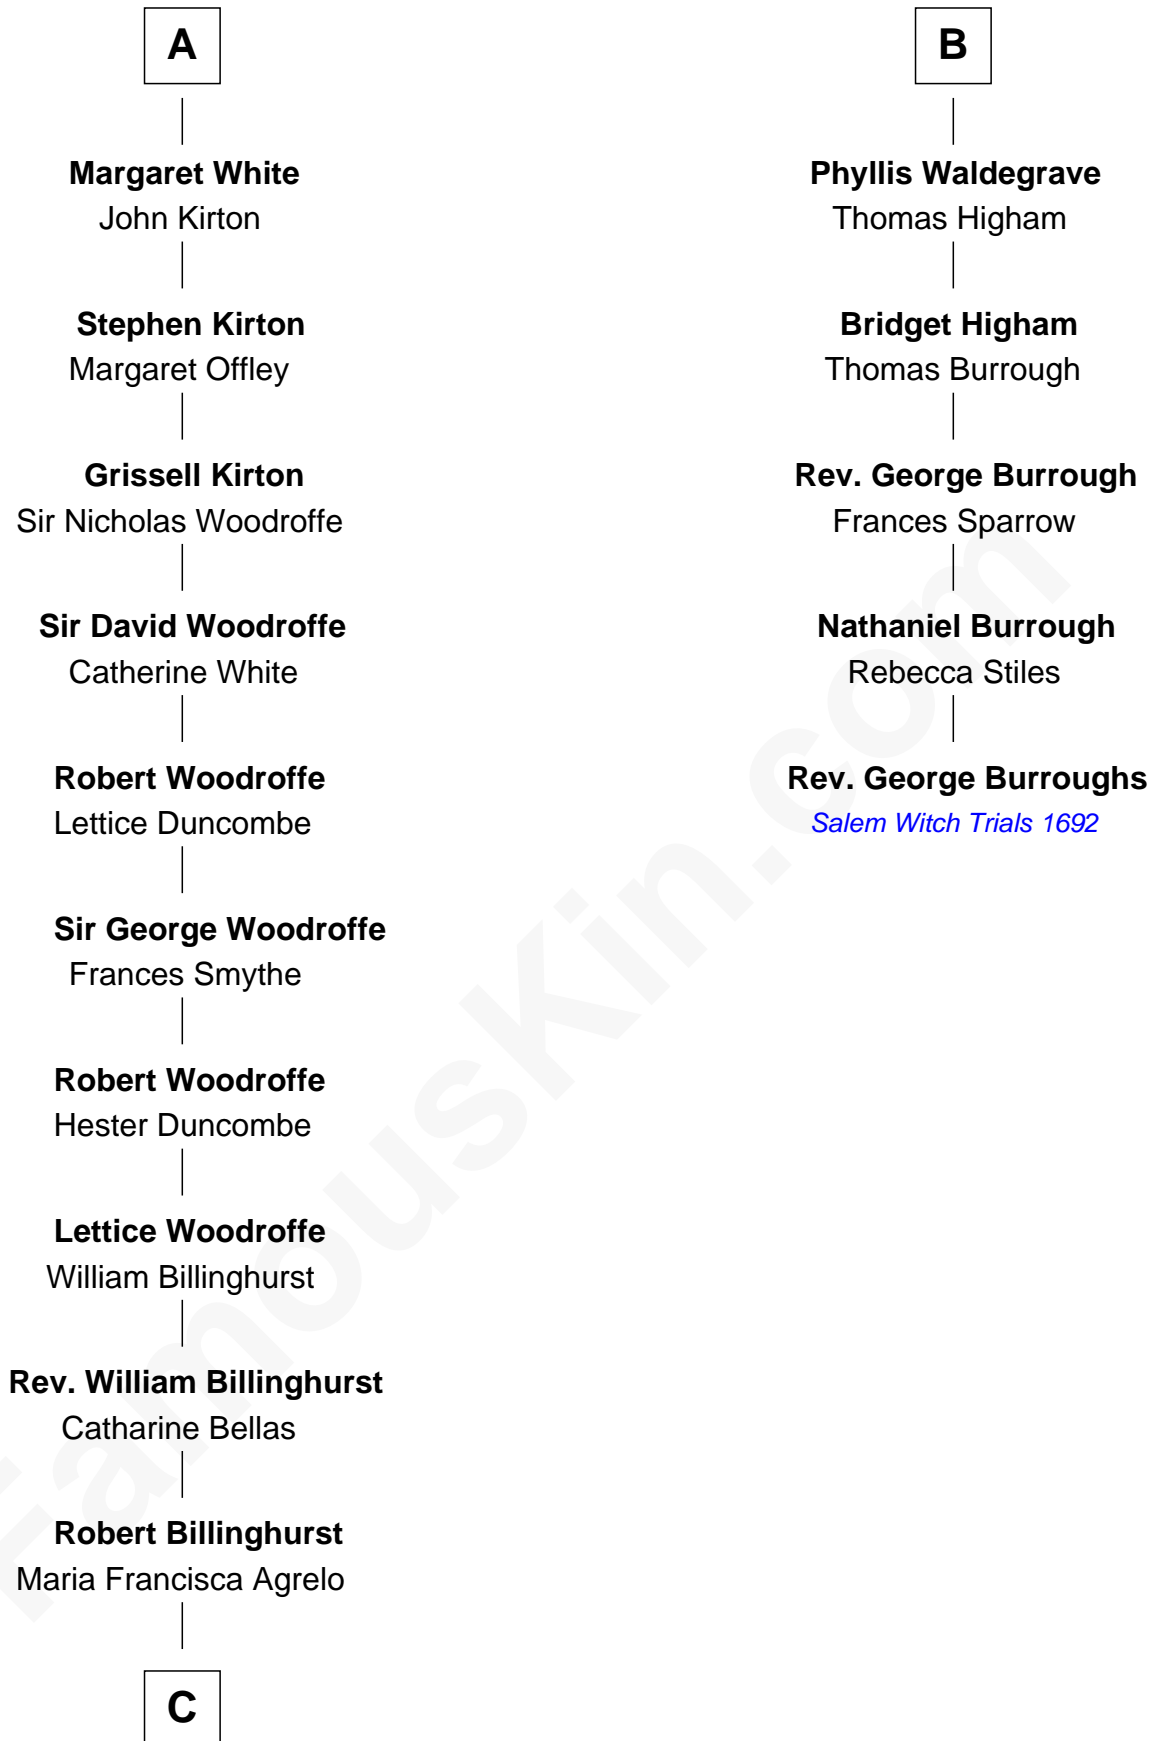 A
Margaret White
John Kirton
Stephen Kirton
Margaret Offley
Grissell Kirton
Sir Nicholas Woodroffe
Sir David Woodroffe
Catherine White
Robert Woodroffe
Lettice Duncombe
Sir George Woodroffe
Frances Smythe
Robert Woodroffe
Hester Duncombe
Lettice Woodroffe
William Billinghurst
Rev. William Billinghurst
Catharine Bellas
Robert Billinghurst
Maria Francisca Agrelo
C
B
Phyllis Waldegrave
Thomas Higham
Bridget Higham
Thomas Burrough
Rev. George Burrough
Frances Sparrow
Nathaniel Burrough
Rebecca Stiles
Rev. George Burroughs
Salem Witch Trials 1692
FamousKin.com